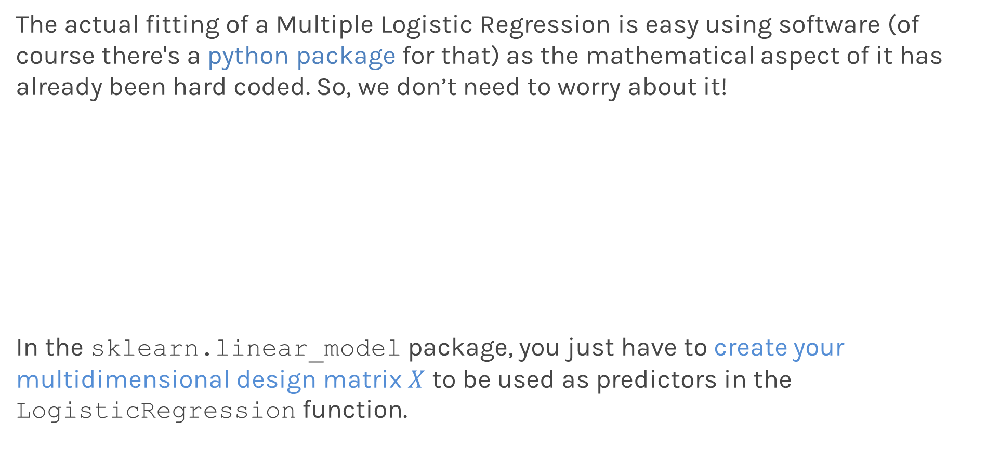 The actual fitting of a Multiple Logistic Regression is easy using software (of
course there's a python package for that) as the mathematical aspect of it has
already been hard coded. So, we don’t need to worry about it!
In the sklearn.linear_model package, you just have to create your
multidimensional design matrix X to be used as predictors in the
LogisticRegression function.